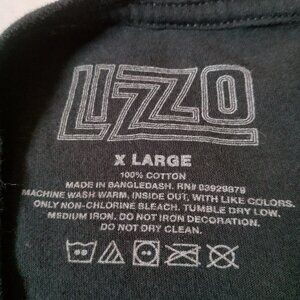 LIZZO
X LARGE
100% COTTON
MADE IN BANGLEDASH. RN# 03929879
MACHINE WASH WARM, INSIDE OUT, WITH LIKE COLORS.
ONLY NON-CHLORINE BLEACH. TUMBLE DRY LOW.
MEDIUM IRON. DO NOT IRON DECORATION.
DO NOT DRY CLEAN.